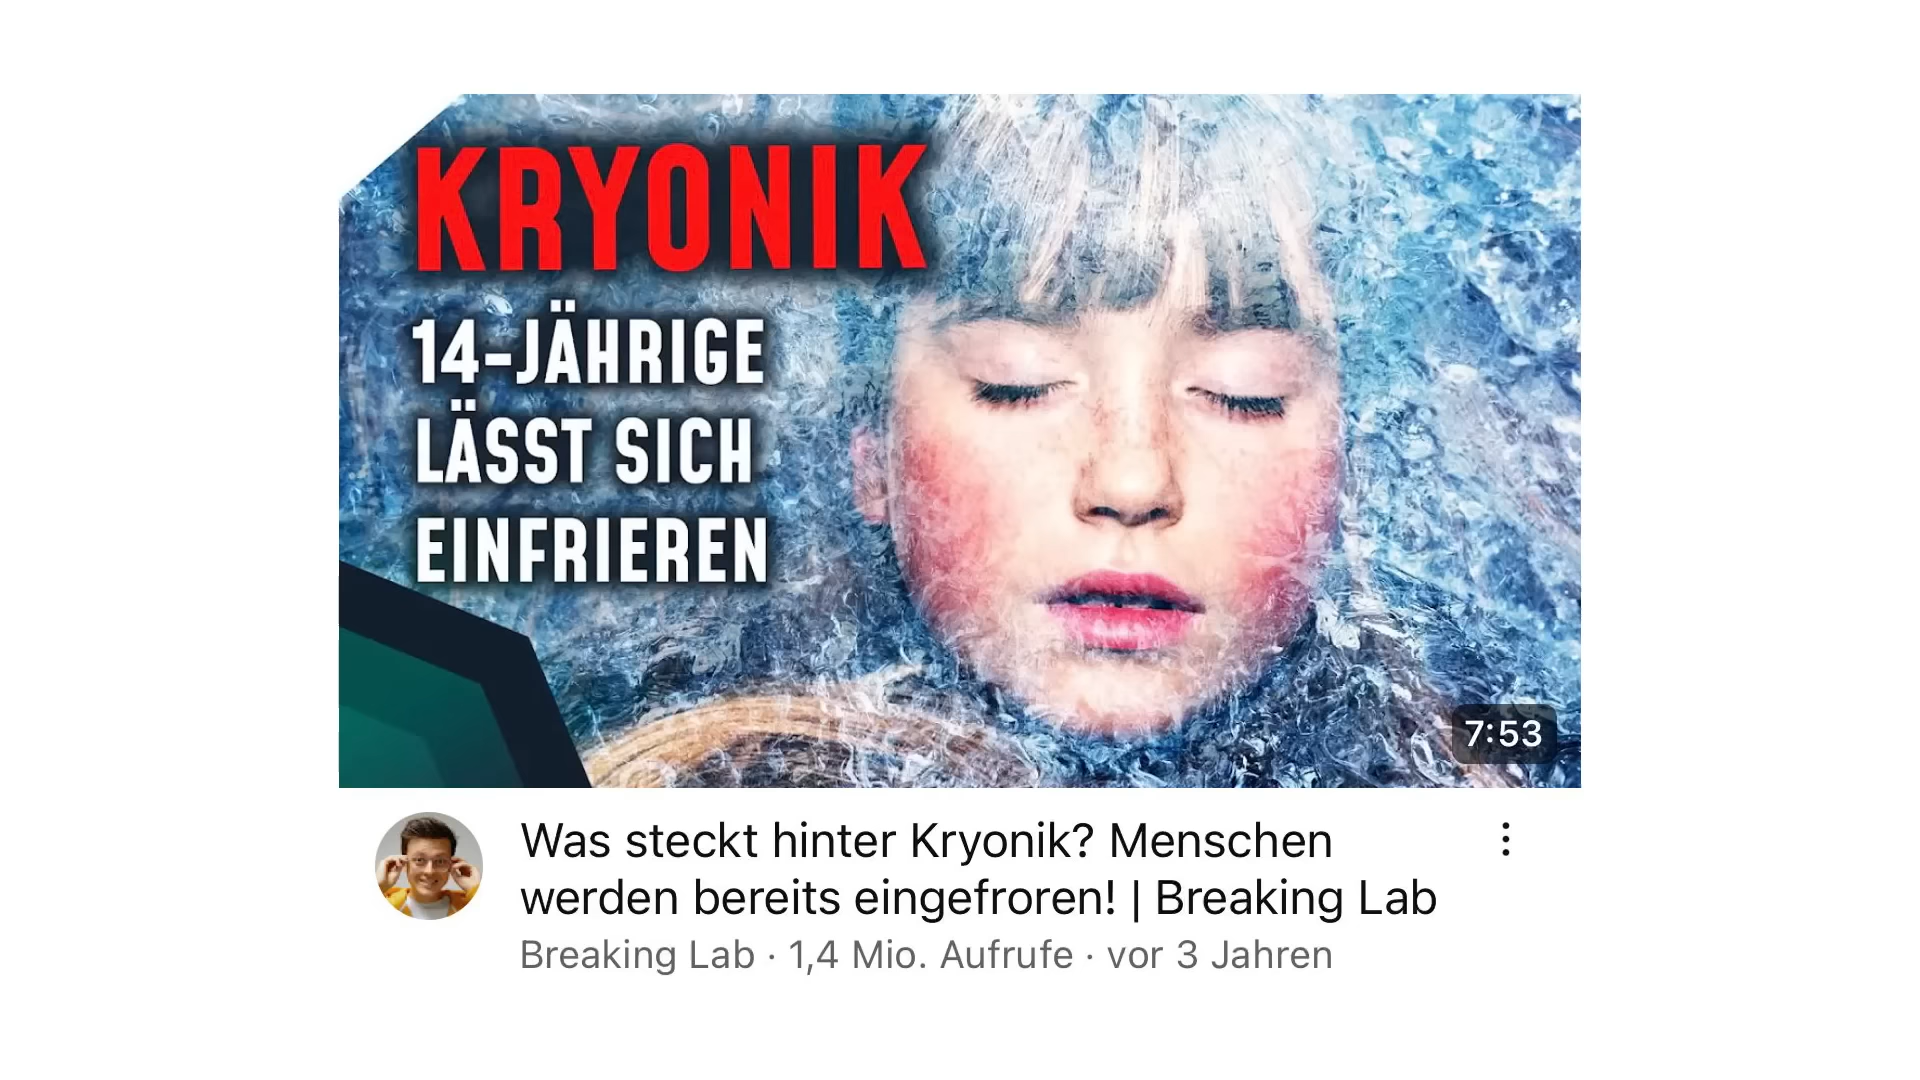 KRYONIK
14-JÄHRIGE
LÄSST SICH
EINFRIEREN
7:53
Was steckt hinter Kryonik? Menschen
werden bereits eingefroren! | Breaking Lab
Breaking Lab · 1,4 Mio. Aufrufe · vor 3 Jahren